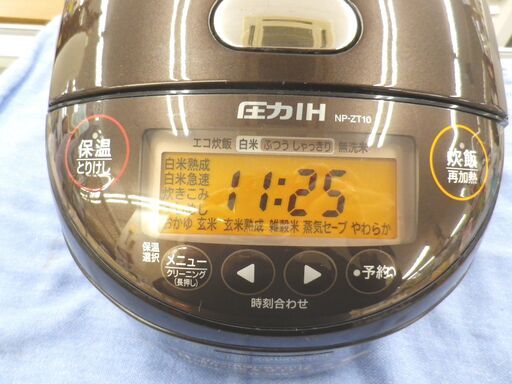 圧力IH NP-ZT10
保温
とりけし
エコ炊飯 白米 ふつう しゃっきり 無洗米
白米熟成
白米急速
炊きこみ
11:25
おかゆ 玄米 玄米熟成 雑穀米 蒸気セーブ やわらか
炊飯
再加熱
保温
選択
メニュー
クリーニング
(長押し)
◀ ▶
•予約
時刻合わせ